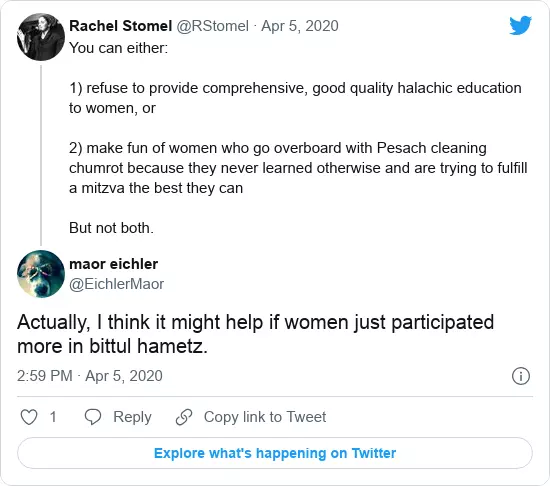 Rachel Stomel @RStomel · Apr 5, 2020
You can either:
1) refuse to provide comprehensive, good quality halachic education
to women, or
2) make fun of women who go overboard with Pesach cleaning
chumrot because they never learned otherwise and are trying to fulfill
a mitzva the best they can
But not both.
maor eichler
@EichlerMaor
Actually, I think it might help if women just participated
more in bittul hametz.
2:59 PM · Apr 5, 2020
1 Reply Copy link to Tweet
Explore what's happening on Twitter